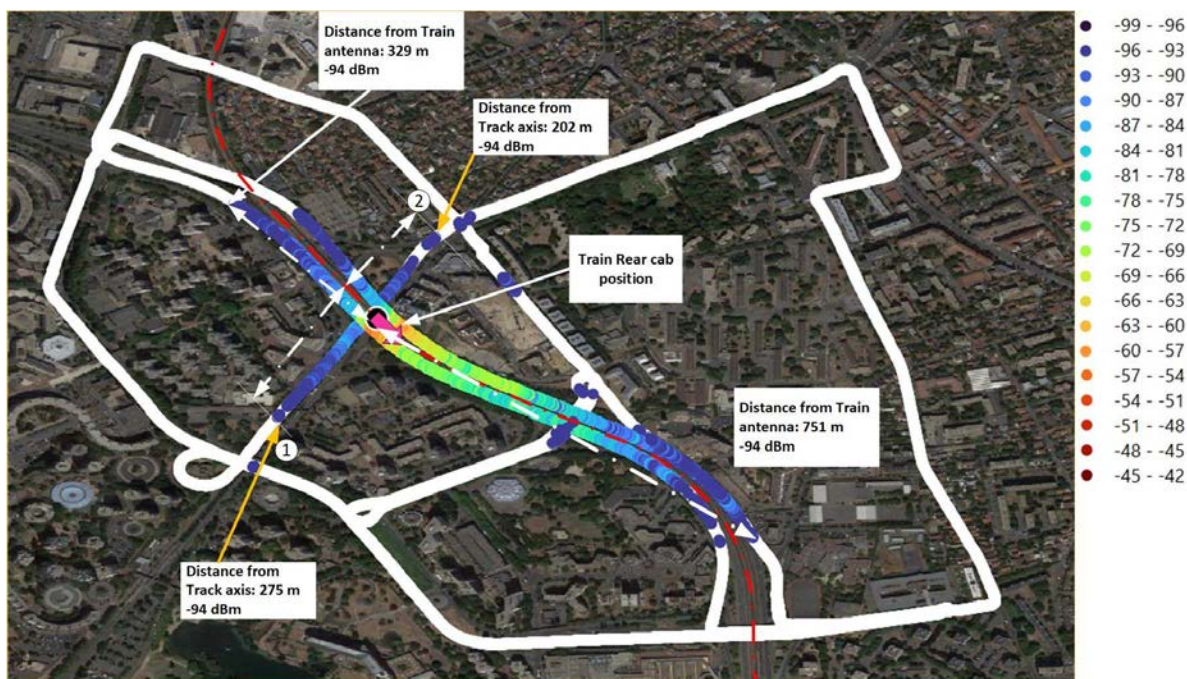 Distance from Train
antenna: 329 m
-94 dBm
Distance from
Track axis: 202 m
-94 dBm
2
Train Rear cab
position
Distance from Train
antenna: 751 m
-94 dBm
1
Distance from
Track axis: 275 m
-94 dBm
-99 - -96
-96 - -93
-93 - -90
-90 - -87
-87 - -84
-84 - -81
-81 - -78
-78 - -75
-75 - -72
-72 - -69
-69 - -66
-66 - -63
-63 - -60
-60 - -57
-57 - -54
-54 - -51
-51 - -48
-48 - -45
-45 - -42